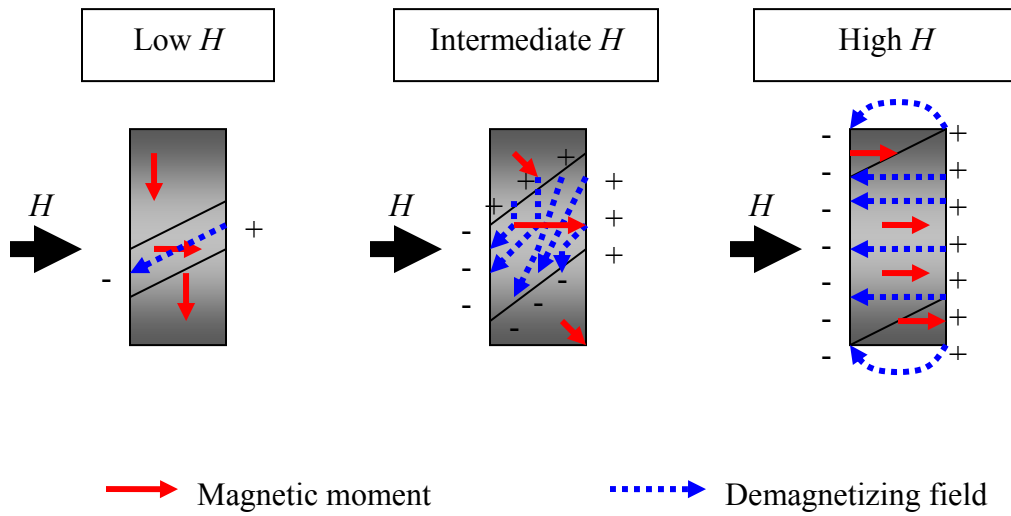 Low H
Intermediate H
High H
H
+
-
H
+ + + +
- - - -
+ + +
- - -
H
- - - - - -
+ + + + + +
Magnetic moment
Demagnetizing field